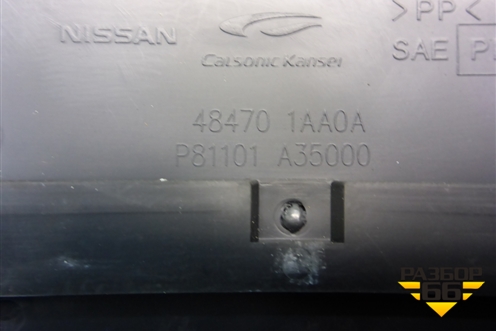 >PP<
NISSAN
Calsonic Kansei
SAE
48470 1AA0A
P81101 A35000
РАЗБОР
66